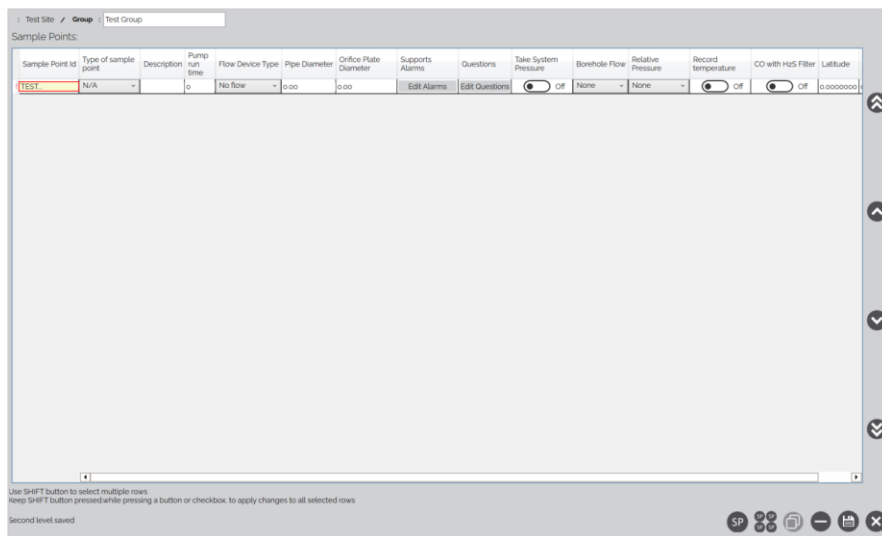 : Test Site / Group : Test Group
Sample Points:
Sample Point Id Type of sample point Description Pump run time Flow Device Type Pipe Diameter Orifice Plate Diameter Supports Alarms Questions Take System Pressure Borehole Flow Relative Pressure Record temperature CO with H2S Filter Latitude
TEST... N/A 0 No flow 0.00 0.00 Edit Alarms Edit Questions Off None None Off Off 0.0000000
Use SHIFT button to select multiple rows
Keep SHIFT button pressed,while pressing a button or checkbox, to apply changes to all selected rows
Second level saved
SP SP SP SP SP